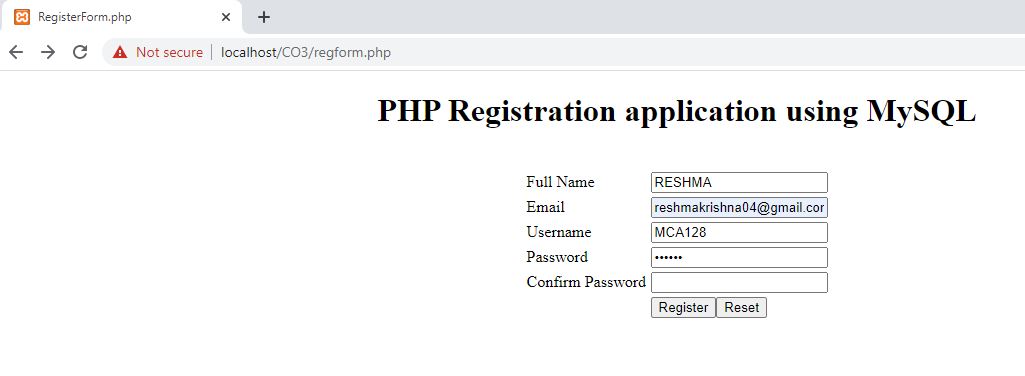 RegisterForm.php
Not secure localhost/CO3/regform.php
PHP Registration application using MySQL
Full Name RESHMA
Email reshmakrishna04@gmail.cor
Username MCA128
Password ••••••
Confirm Password
Register Reset